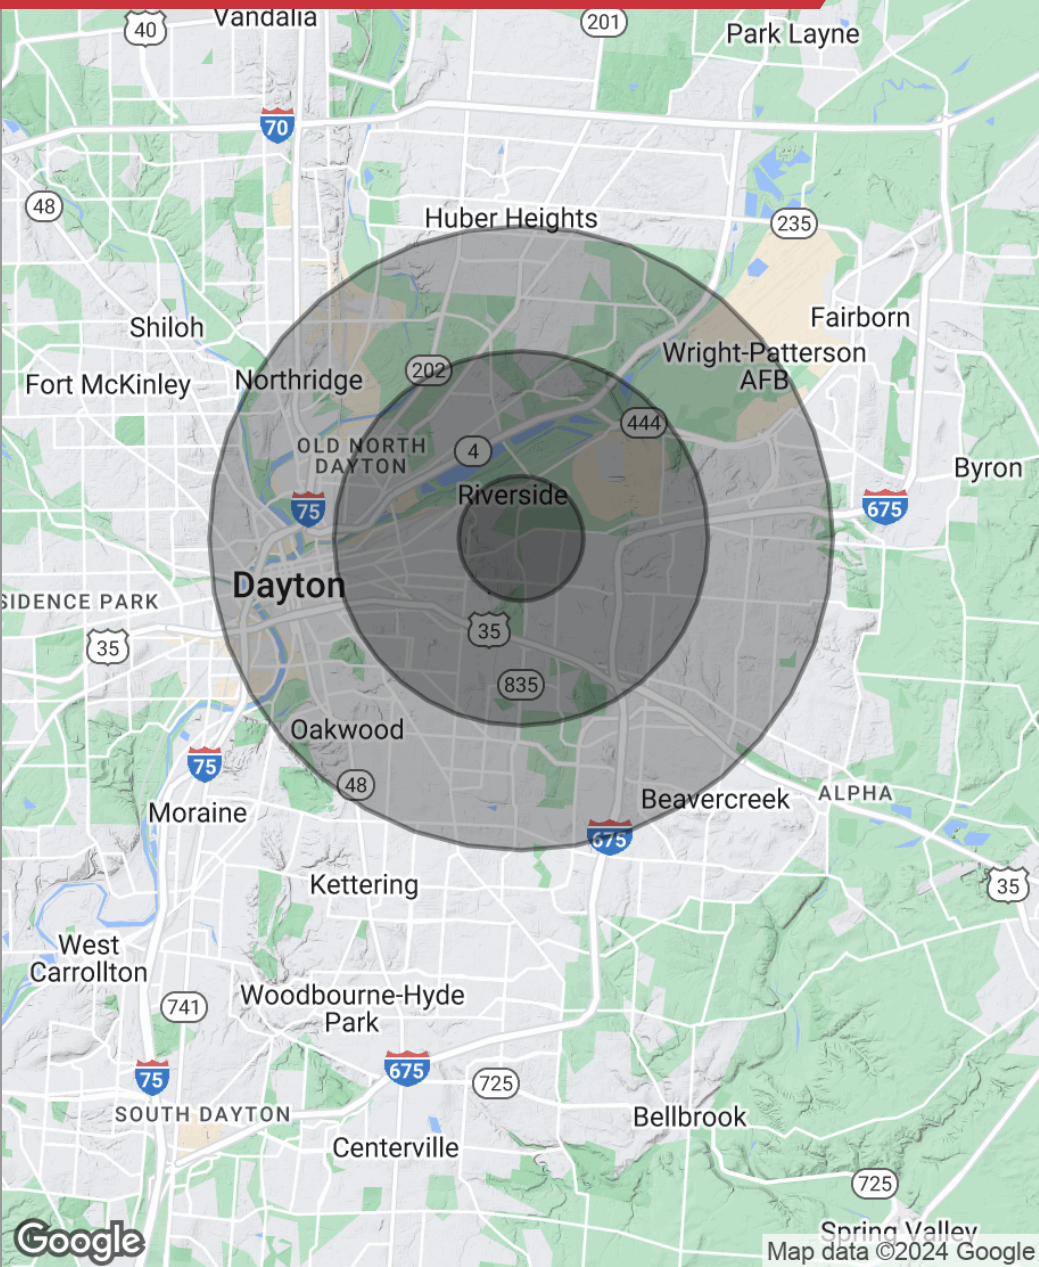 Vandalia
40
201
Park Layne
70
48
Huber Heights
235
Shiloh
Fairborn
Wright-Patterson
AFB
Fort McKinley
Northridge
202
444
OLD NORTH
DAYTON
4
Byron
Riverside
75
675
Dayton
SIDENCE PARK
35
35
835
Oakwood
75
48
Moraine
Beavercreek
ALPHA
675
Kettering
35
West
Carrollton
Woodbourne-Hyde
Park
741
75
675
725
SOUTH DAYTON
Bellbrook
Centerville
725
Spring Valley
Google
Map data ©2024 Google